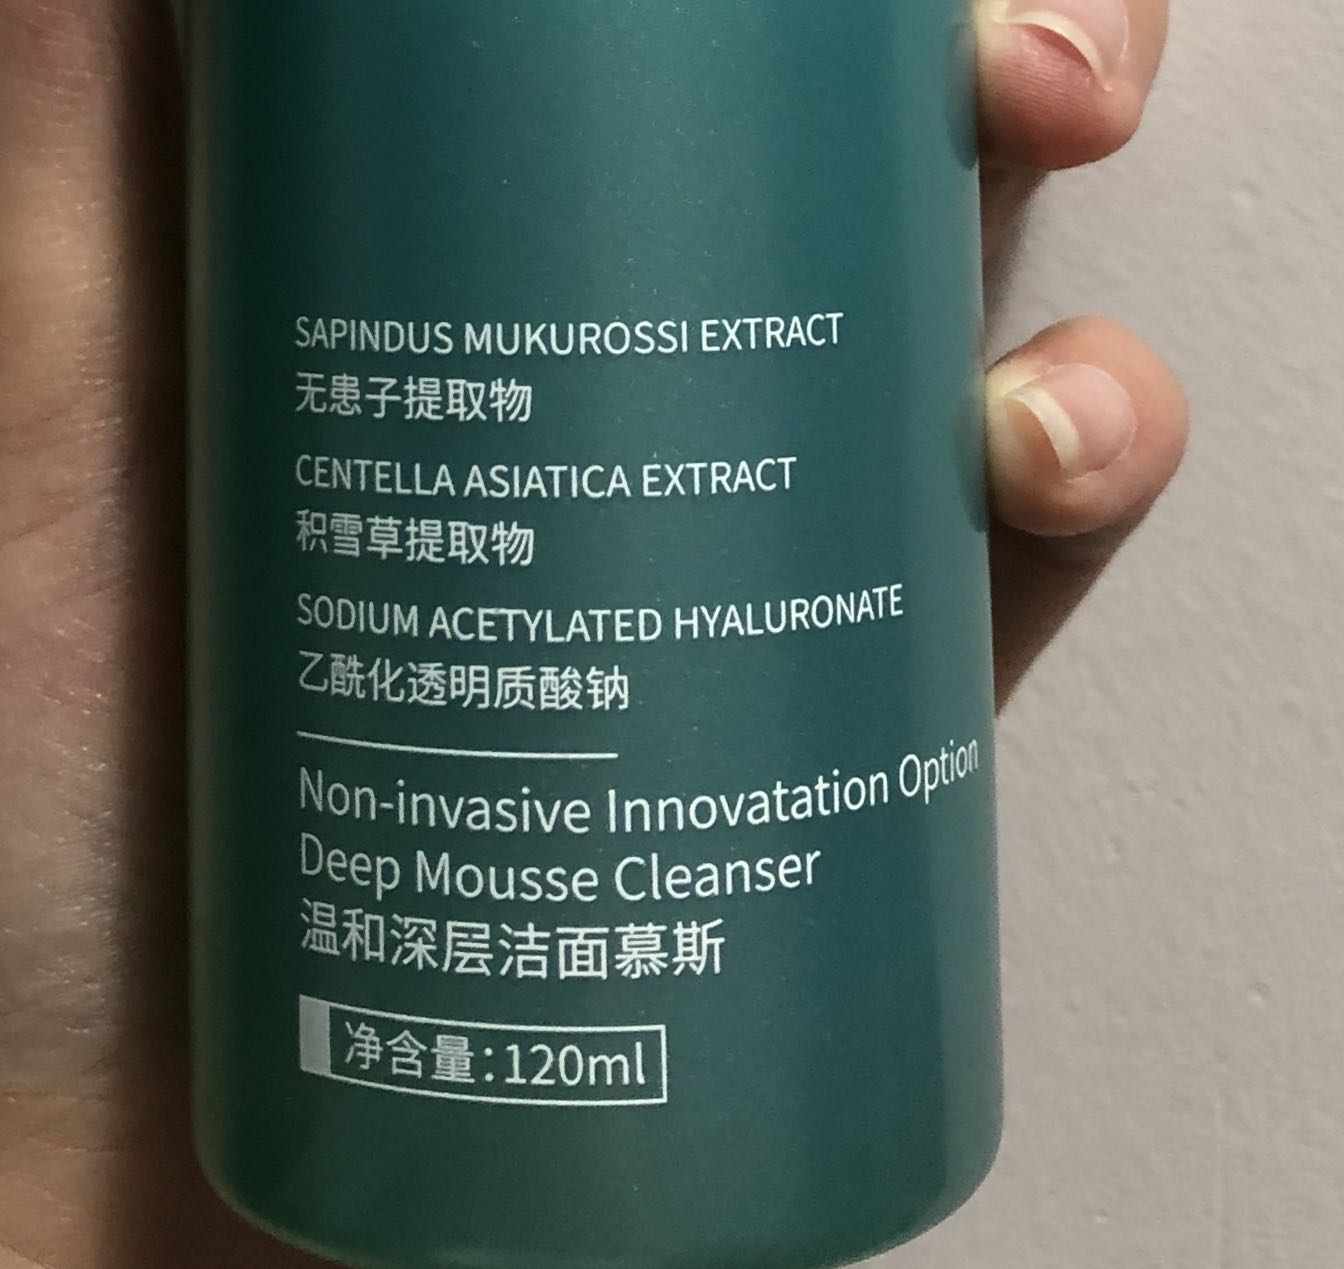 SAPINDUS MUKUROSSI EXTRACT
无患子提取物
CENTELLA ASIATICA EXTRACT
积雪草提取物
SODIUM ACETYLATED HYALURONATE
乙酰化透明质酸钠
Non-invasive Innovatation Option
Deep Mousse Cleanser
温和深层洁面慕斯
净含量:120ml